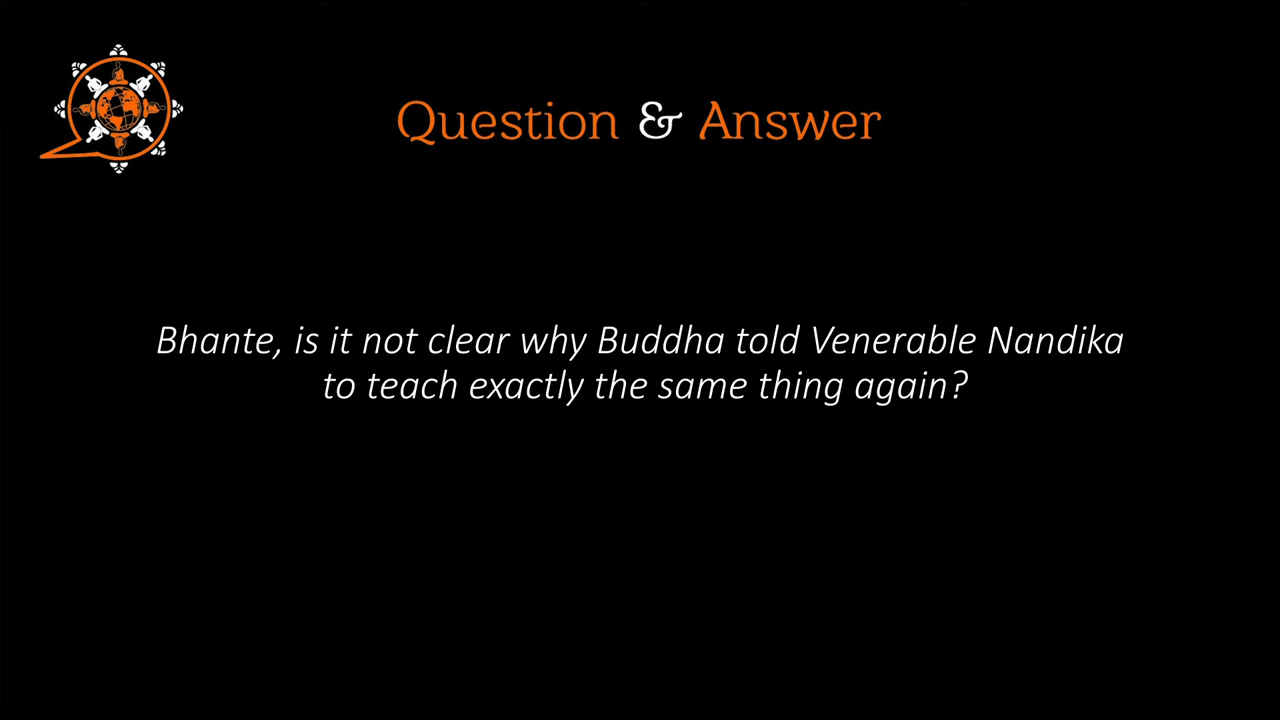 Question & Answer
Bhante, is it not clear why Buddha told Venerable Nandika
to teach exactly the same thing again?